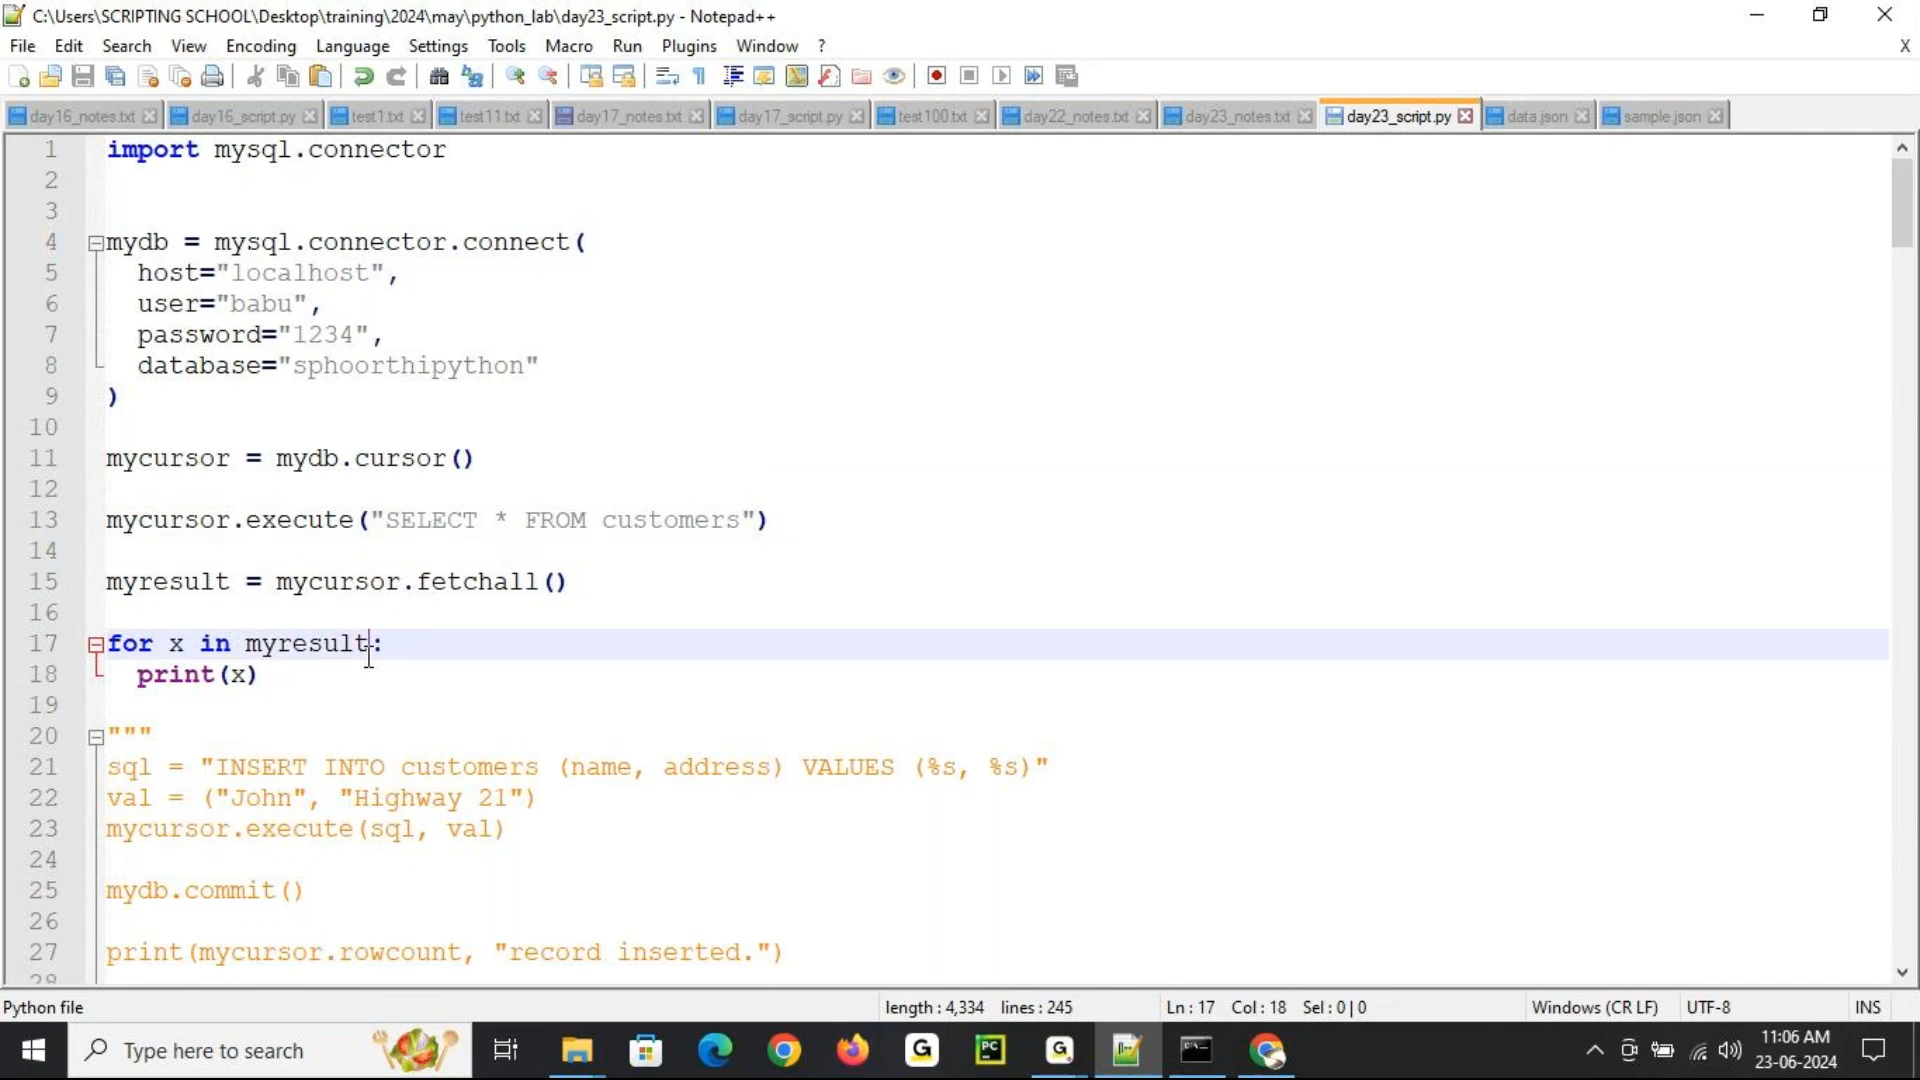 C:\Users\SCRIPTING SCHOOL\Desktop\training\2024\may\python_lab\day23_script.py - Notepad++
File Edit Search View Encoding Language Settings Tools Macro Run Plugins Window ? X
day16_notes.txt day16_script.py test1.txt test11.txt day17_notes.txt day17_script.py test100.txt day22_notes.txt day23_notes.txt day23_script.py data.json sample.json
1 import mysql.connector
2
3
4 mydb = mysql.connector.connect(
5 host="localhost",
6 user="babu",
7 password="1234",
8 database="sphoorthipython"
9 )
10
11 mycursor = mydb.cursor()
12
13 mycursor.execute("SELECT * FROM customers")
14
15 myresult = mycursor.fetchall()
16
17 for x in myresult:
18 print(x)
19
20 """
21 sql = "INSERT INTO customers (name, address) VALUES (%s, %s)"
22 val = ("John", "Highway 21")
23 mycursor.execute(sql, val)
24
25 mydb.commit()
26
27 print(mycursor.rowcount, "record inserted.")
28
Python file length : 4,334 lines : 245 Ln : 17 Col : 18 Sel : 0 | 0 Windows (CR LF) UTF-8 INS
Type here to search
11:06 AM
23-06-2024